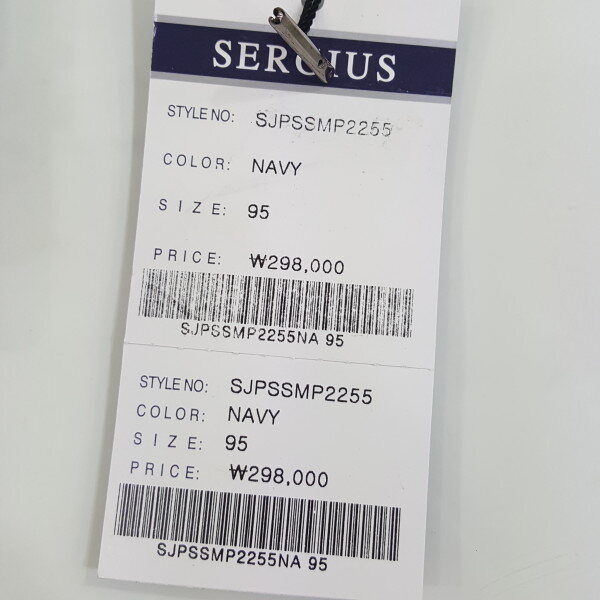 SERGIUS
STYLE NO: SJPSSMP2255
COLOR: NAVY
SIZE: 95
PRICE: ₩298,000
SJPSSMP2255NA 95
STYLE NO: SJPSSMP2255
COLOR: NAVY
SIZE: 95
PRICE: ₩298,000
SJPSSMP2255NA 95